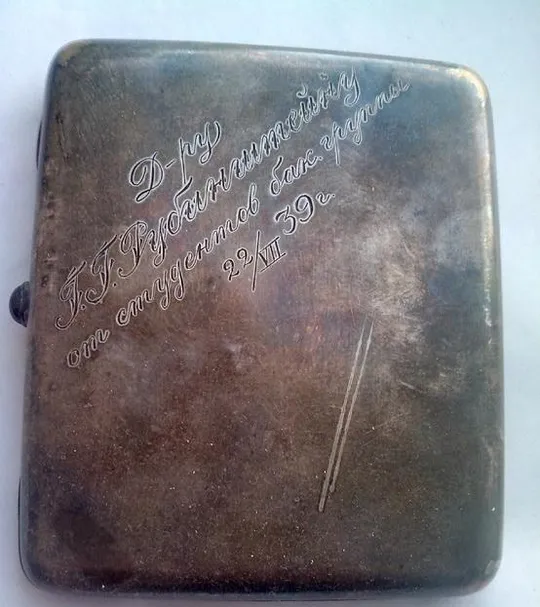 Д-ру
Г.Г. Рубинштейну
от студентов бак. группы
22/VII 39 г.